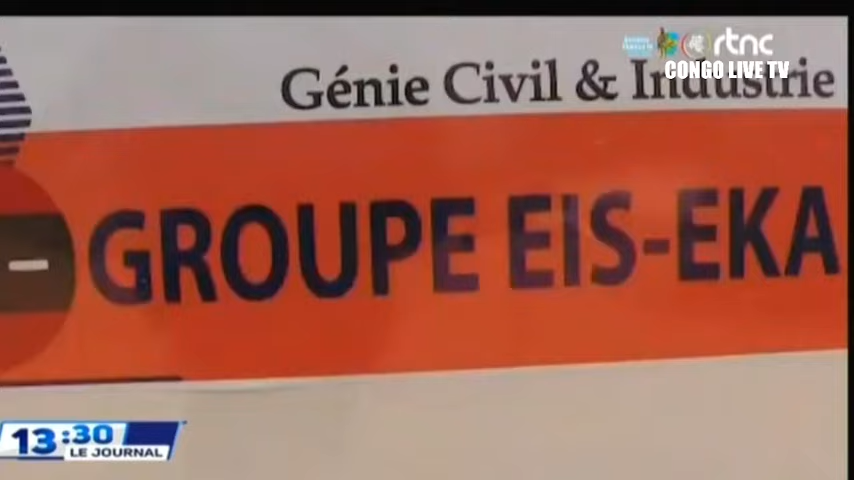 rtnc
CONGO LIVE TV
Génie Civil & Industrie
GROUPE EIS-EKA
13:30
LE JOURNAL